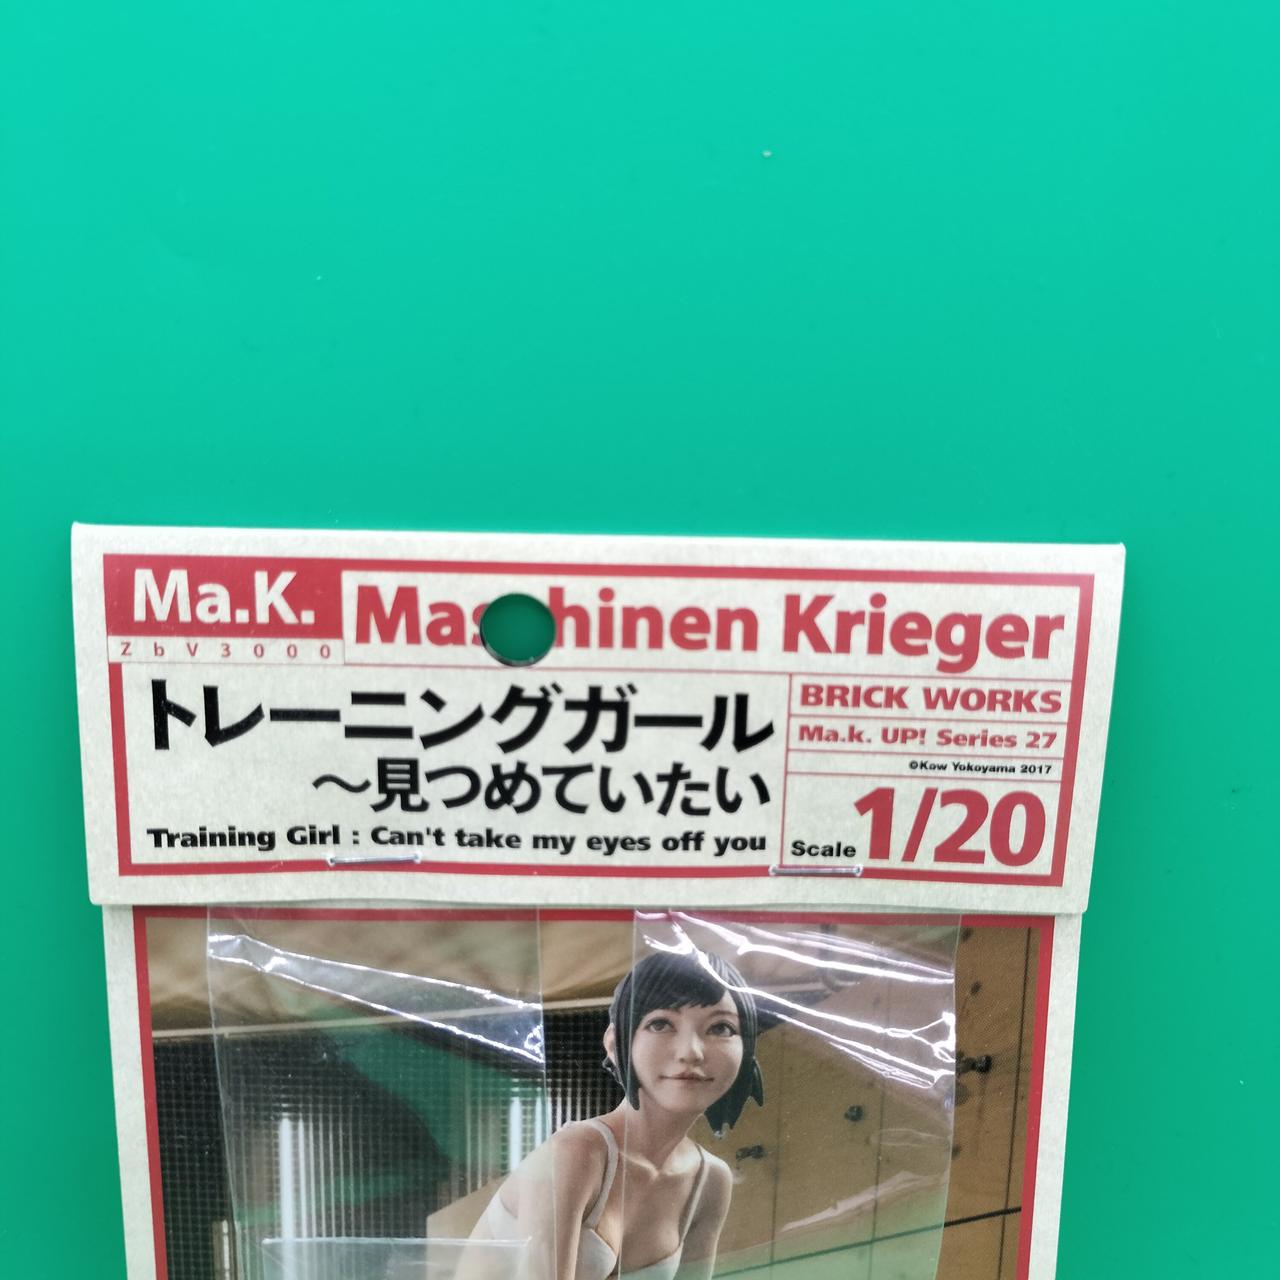 Ma.K.
ZbV3000
Maschinen Krieger
トレーニングガール
～見つめていたい
Training Girl : Can't take my eyes off you
BRICK WORKS
Ma.k. UP! Series 27
©Kow Yokoyama 2017
Scale 1/20